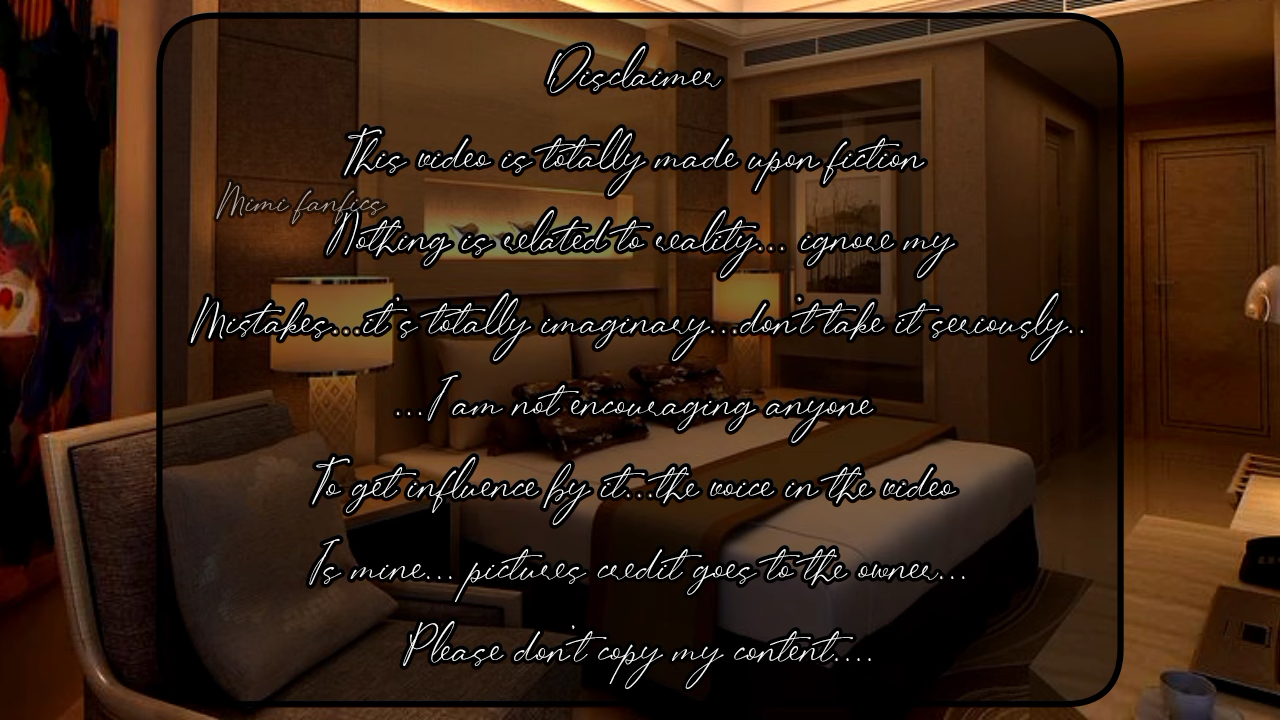 Disclaimer
This video is totally made upon fiction
Mimi fanfics
Nothing is related to reality... ignore my
Mistakes...it's totally imaginary...don't take it seriously..
...I am not encouraging anyone
To get influence by it...the voice in the video
Is mine... pictures credit goes to the owner...
Please don't copy my content....